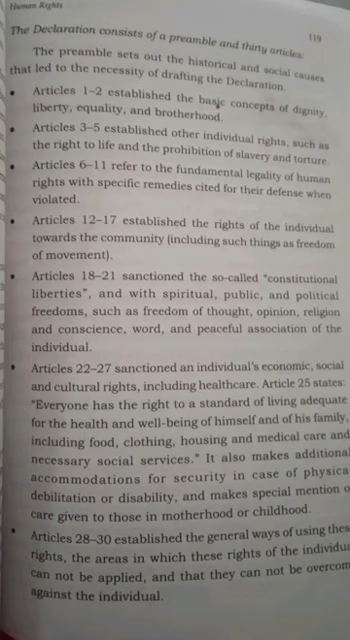 Human Rights
119
The Declaration consists of a preamble and thirty articles:
The preamble sets out the historical and social causes
that led to the necessity of drafting the Declaration.
• Articles 1–2 established the basic concepts of dignity,
liberty, equality, and brotherhood.
• Articles 3–5 established other individual rights, such as
the right to life and the prohibition of slavery and torture.
• Articles 6–11 refer to the fundamental legality of human
rights with specific remedies cited for their defense when
violated.
• Articles 12–17 established the rights of the individual
towards the community (including such things as freedom
of movement).
• Articles 18–21 sanctioned the so-called "constitutional
liberties", and with spiritual, public, and political
freedoms, such as freedom of thought, opinion, religion
and conscience, word, and peaceful association of the
individual.
• Articles 22–27 sanctioned an individual's economic, social
and cultural rights, including healthcare. Article 25 states:
"Everyone has the right to a standard of living adequate
for the health and well-being of himself and of his family,
including food, clothing, housing and medical care and
necessary social services." It also makes additional
accommodations for security in case of physica
debilitation or disability, and makes special mention o
care given to those in motherhood or childhood.
• Articles 28–30 established the general ways of using thes
rights, the areas in which these rights of the individua
can not be applied, and that they can not be overcom
against the individual.